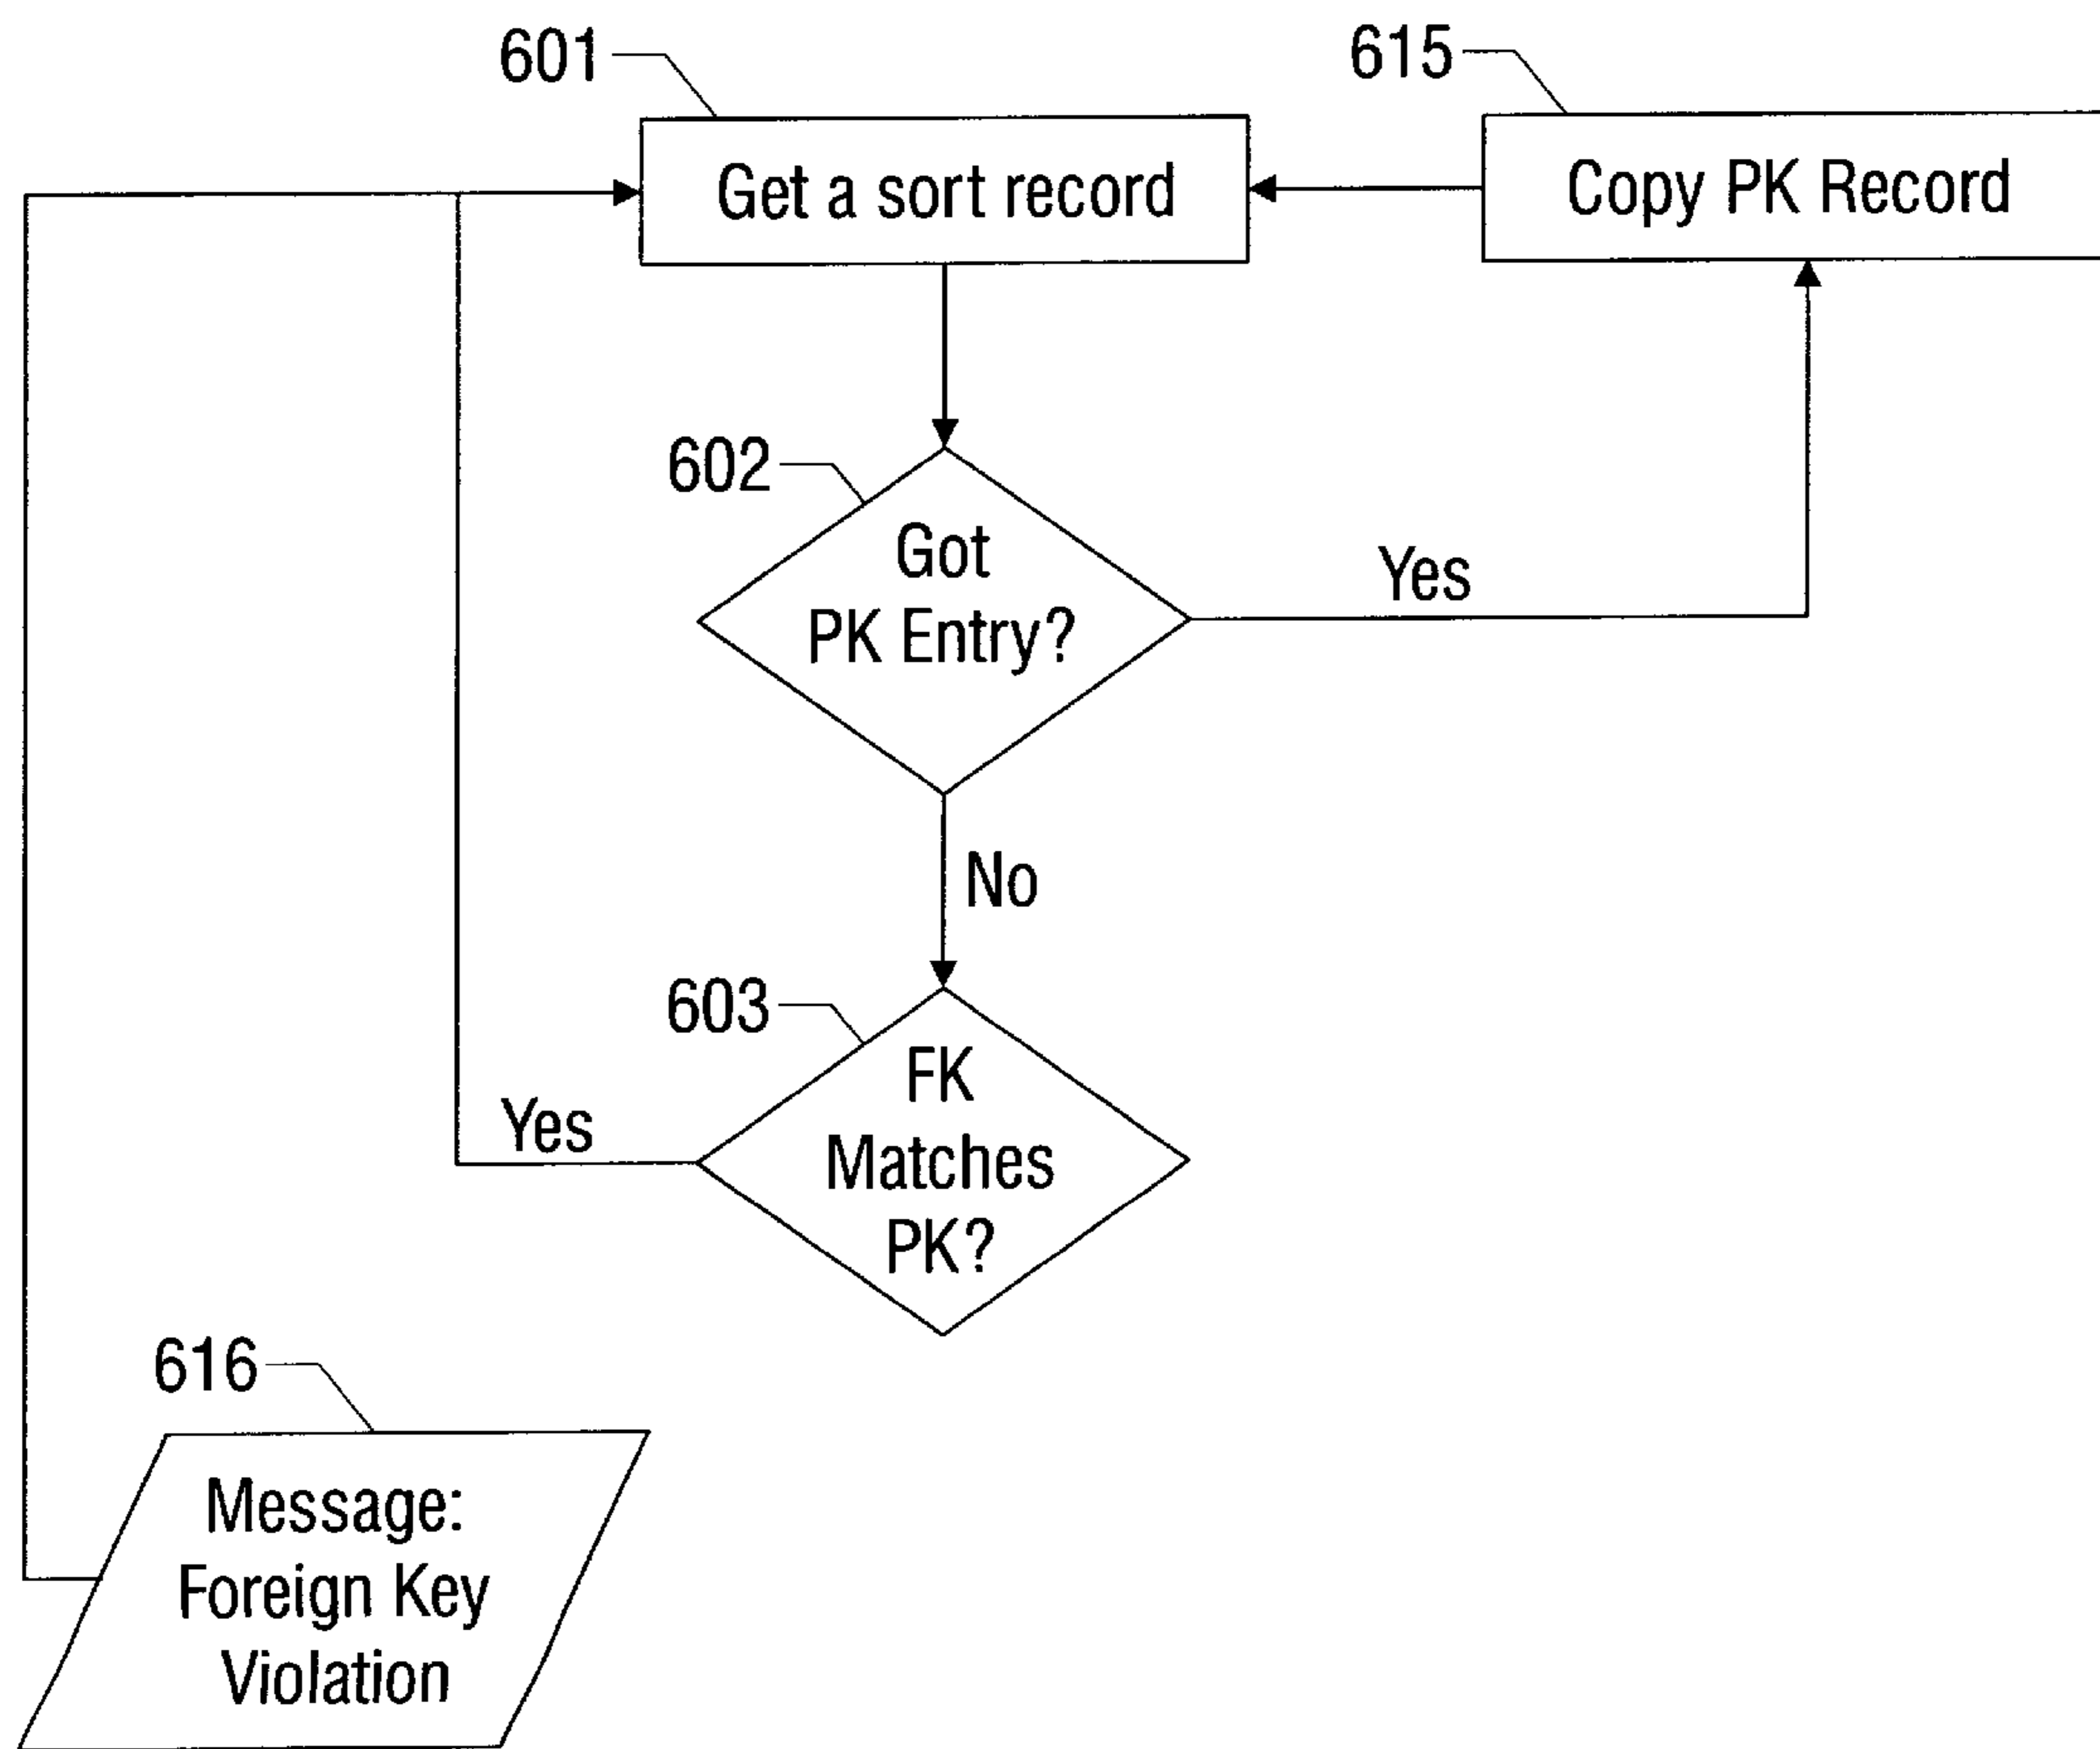 601
615
Get a sort record
Copy PK Record
602
Got
PK Entry?
Yes
No
603
FK
Matches
PK?
Yes
616
Message:
Foreign Key
Violation